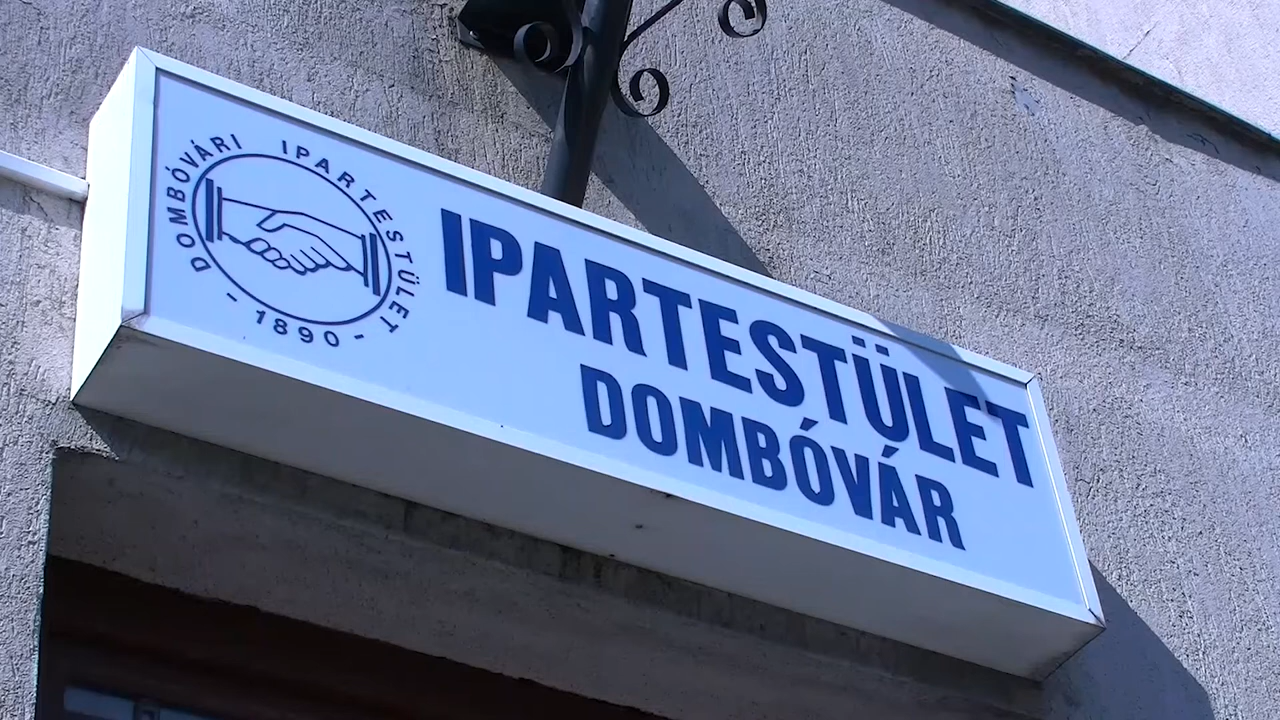 DOMBÓVÁRI IPARTESTÜLET
- 1890 -
IPARTESTÜLET
DOMBÓVÁR